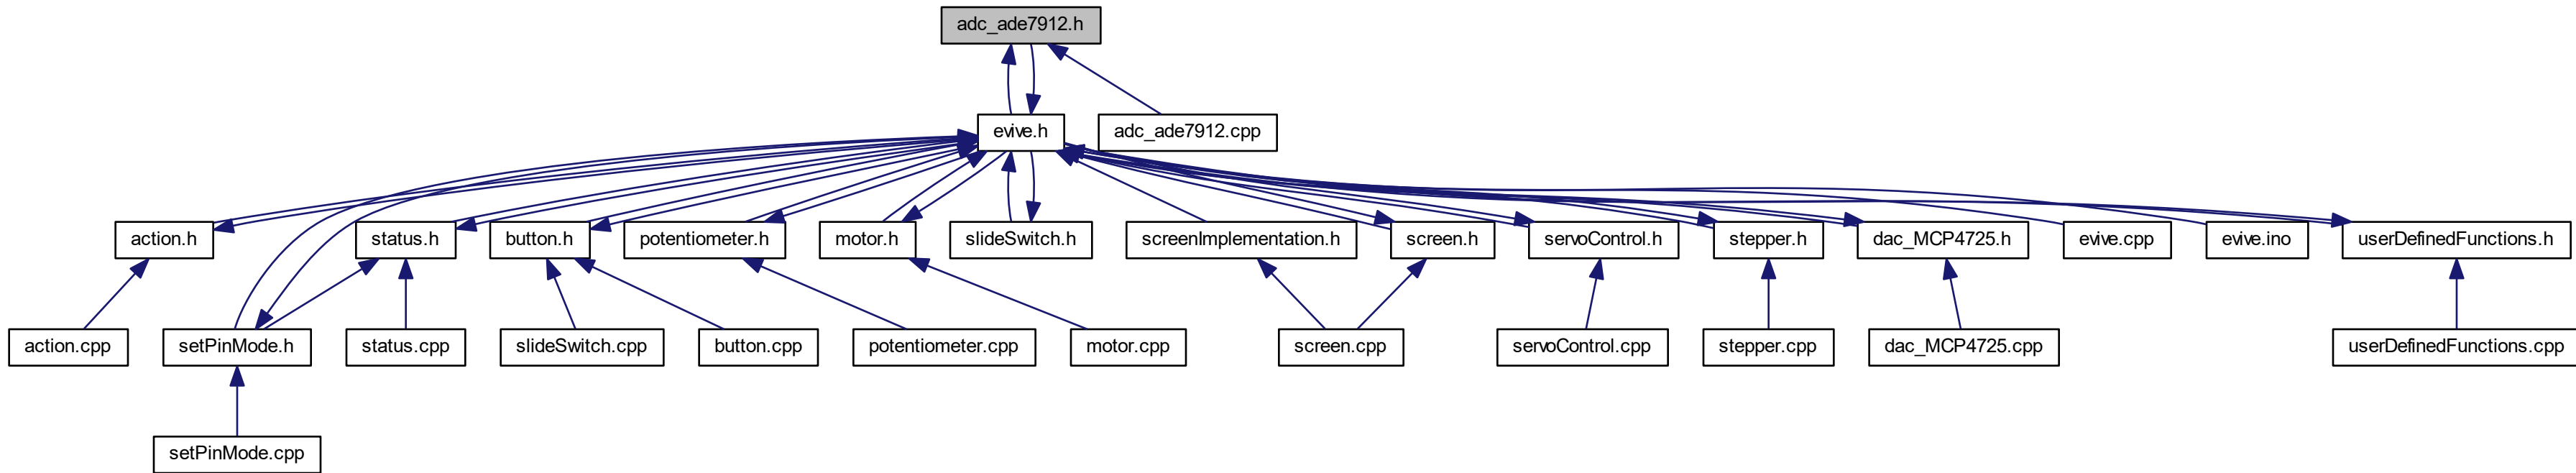 adc_ade7912.h
evive.h
adc_ade7912.cpp
action.h
status.h
button.h
potentiometer.h
motor.h
slideSwitch.h
screenImplementation.h
screen.h
servoControl.h
stepper.h
dac_MCP4725.h
evive.cpp
evive.ino
userDefinedFunctions.h
action.cpp
setPinMode.h
status.cpp
slideSwitch.cpp
button.cpp
potentiometer.cpp
motor.cpp
screen.cpp
servoControl.cpp
stepper.cpp
dac_MCP4725.cpp
userDefinedFunctions.cpp
setPinMode.cpp